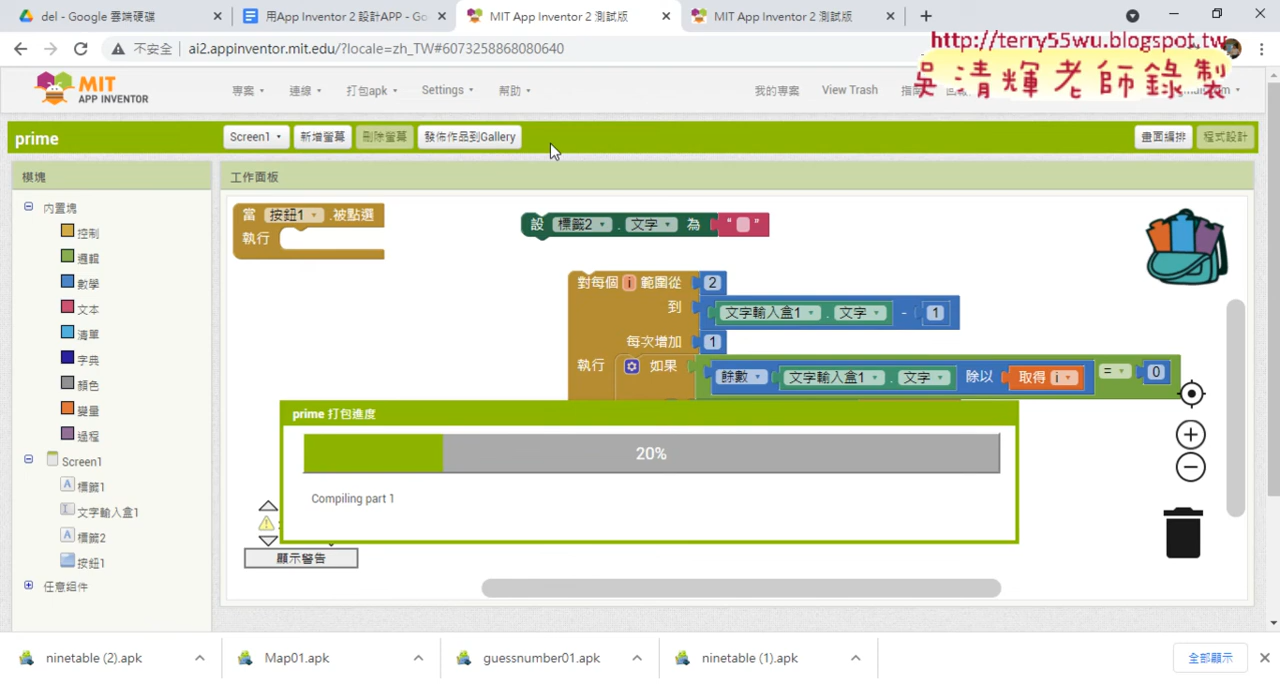 del - Google 雲端硬碟
用App Inventor 2 設計APP - Go
MIT App Inventor 2 測試版
MIT App Inventor 2 測試版
不安全
ai2.appinventor.mit.edu/?locale=zh_TW#6073258868080640
http://terry55wu.blogspot.tw
吳清輝老師錄製
MIT
APP INVENTOR
專案
連線
打包apk
Settings
幫助
我的專案
View Trash
prime
Screen1
新增螢幕
刪除螢幕
發佈作品到Gallery
畫面編排
程式設計
模塊
工作面板
內置塊
控制
邏輯
數學
文本
清單
字典
顏色
變量
過程
Screen1
標籤1
文字輸入盒1
標籤2
按鈕1
任意組件
當 按鈕1 .被點選
執行
設 標籤2 . 文字 為 “ ”
對每個 i 範圍從 2
到 文字輸入盒1 . 文字 - 1
每次增加 1
執行 如果 餘數 文字輸入盒1 . 文字 除以 取得 i = 0
prime 打包進度
20%
Compiling part 1
顯示警告
ninetable (2).apk
Map01.apk
guessnumber01.apk
ninetable (1).apk
全部顯示